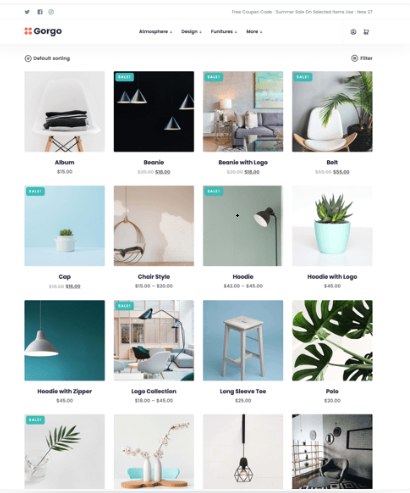 Free Coupon Code : Summer Sale On Selected Items Use : New 27
Gorgo
Atmosphere
Design
Funitures
More
Default sorting
Filter
SALE!
SALE!
SALE!
Album
Beanie
Beanie with Logo
Belt
$15.00
$20.00 $18.00
$20.00 $18.00
$65.00 $55.00
SALE!
SALE!
Cap
Chair Style
Hoodie
Hoodie with Logo
$18.00 $16.00
$15.00 – $20.00
$42.00 – $45.00
$45.00
SALE!
Hoodie with Zipper
Logo Collection
Long Sleeve Tee
Polo
$45.00
$18.00 – $45.00
$25.00
$20.00
SALE!